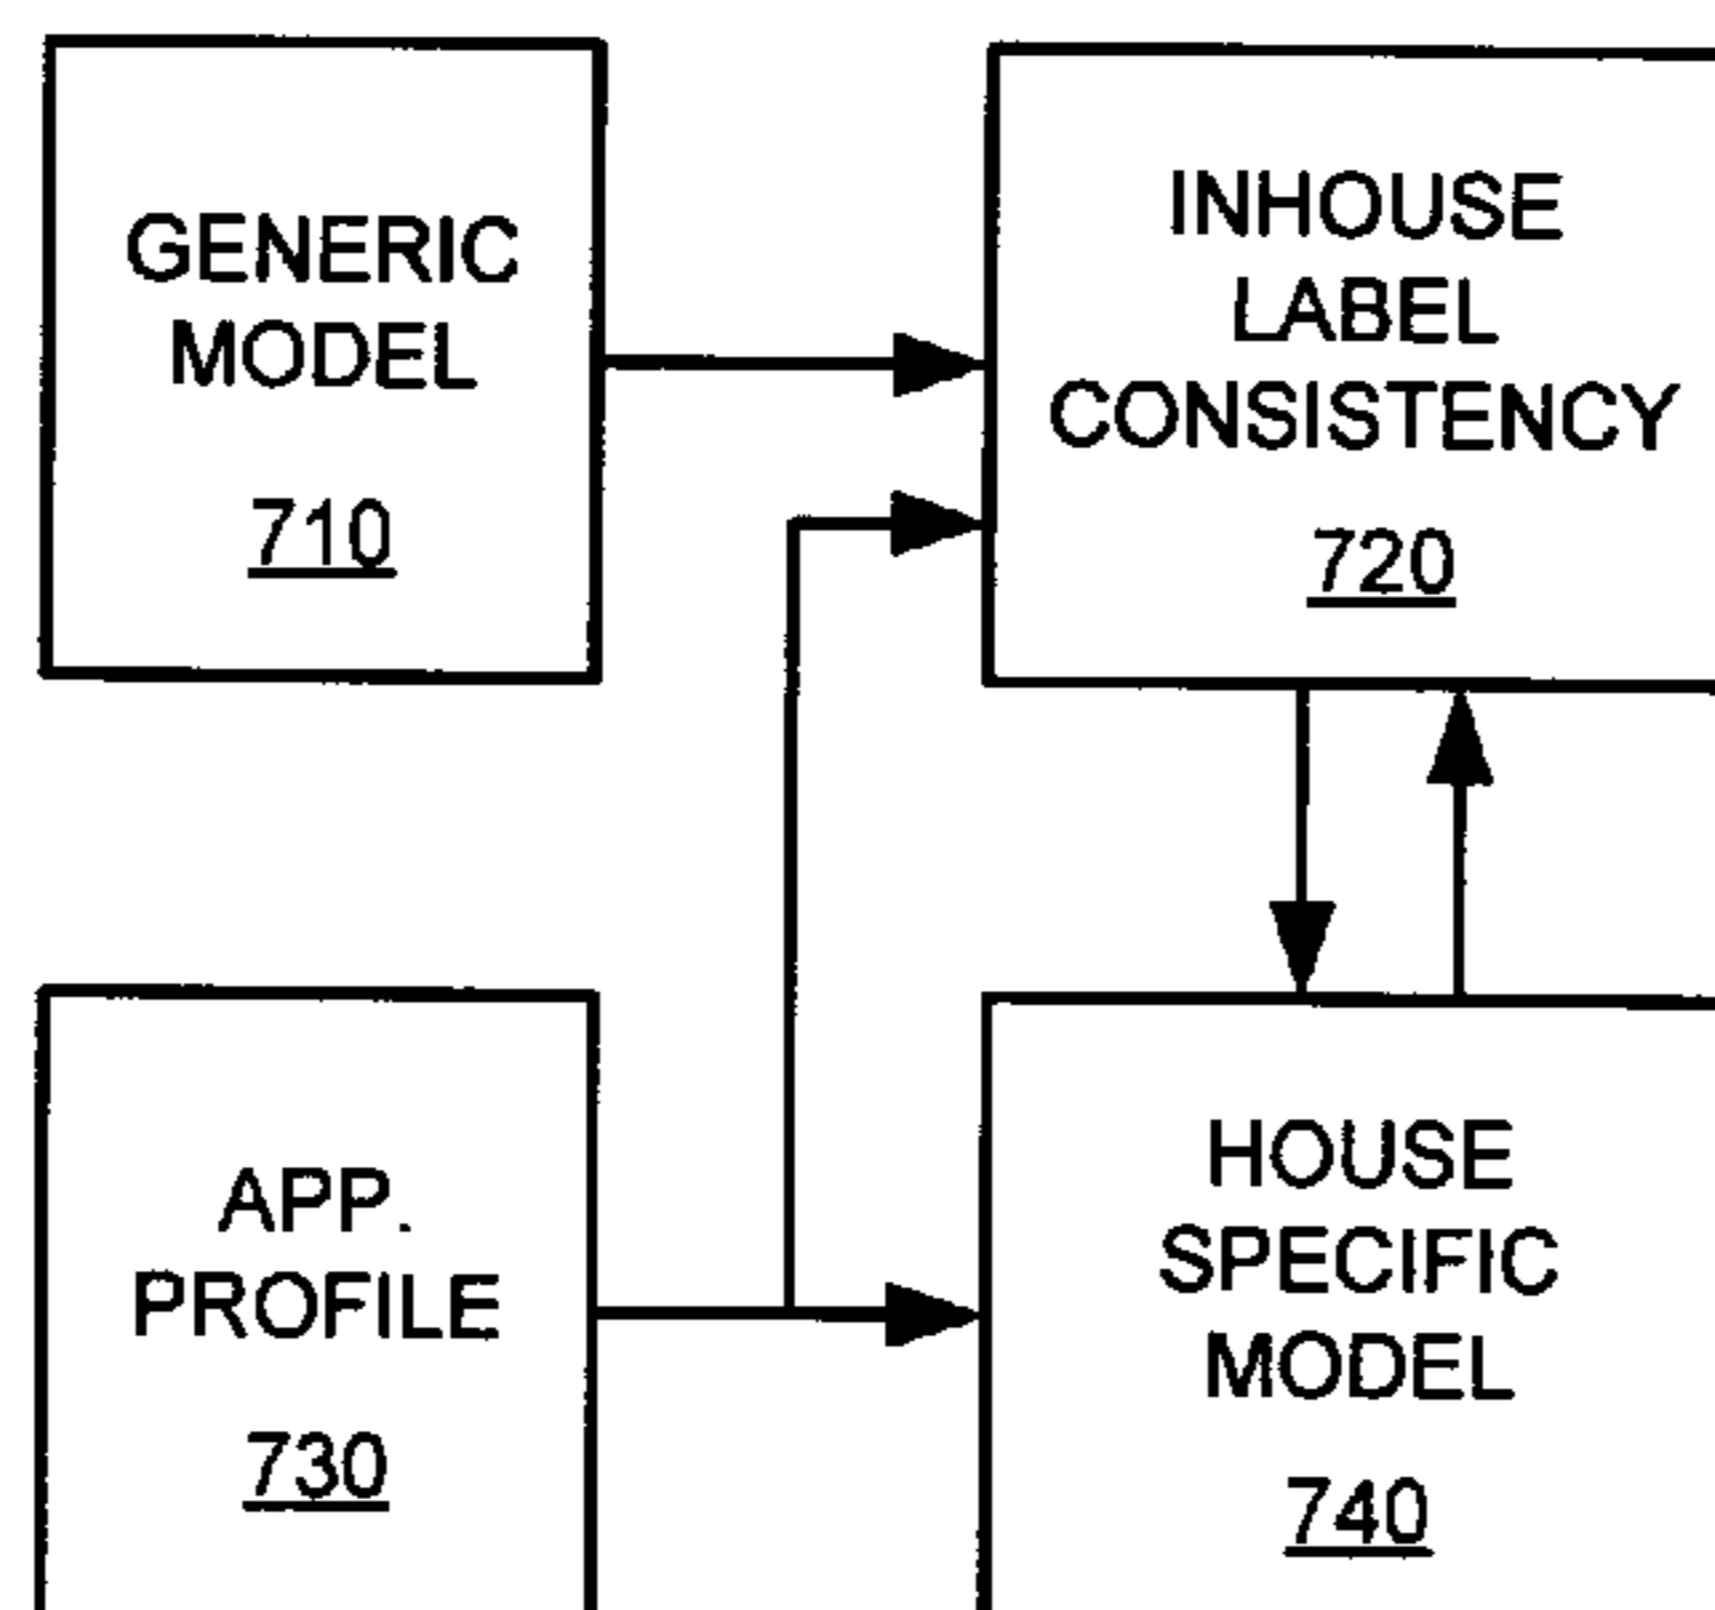 GENERIC
MODEL
710
INHOUSE
LABEL
CONSISTENCY
720
APP.
PROFILE
730
HOUSE
SPECIFIC
MODEL
740